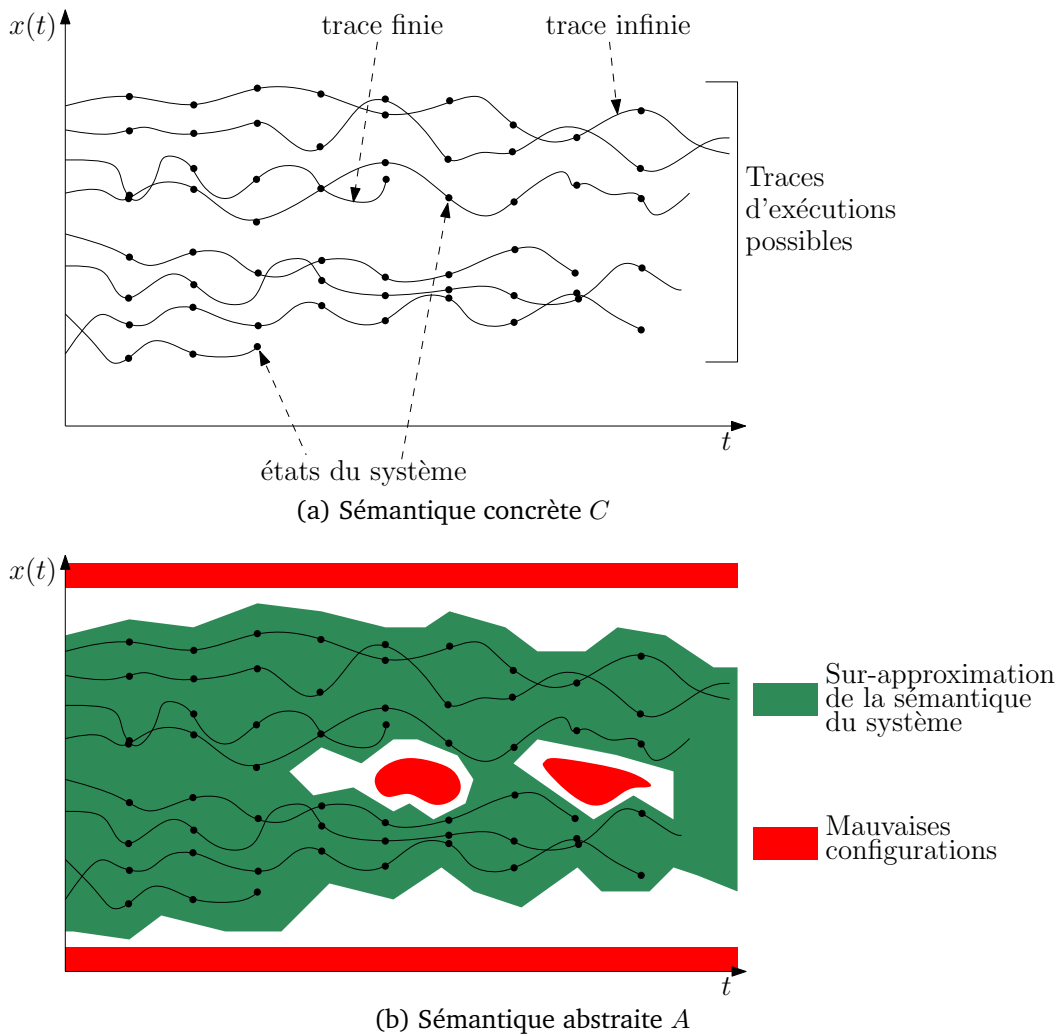 x(t)
trace finie
trace infinie
Traces
d'exécutions
possibles
t
états du système
(a) Sémantique concrète C
x(t)
Sur-approximation
de la sémantique
du système
Mauvaises
configurations
t
(b) Sémantique abstraite A